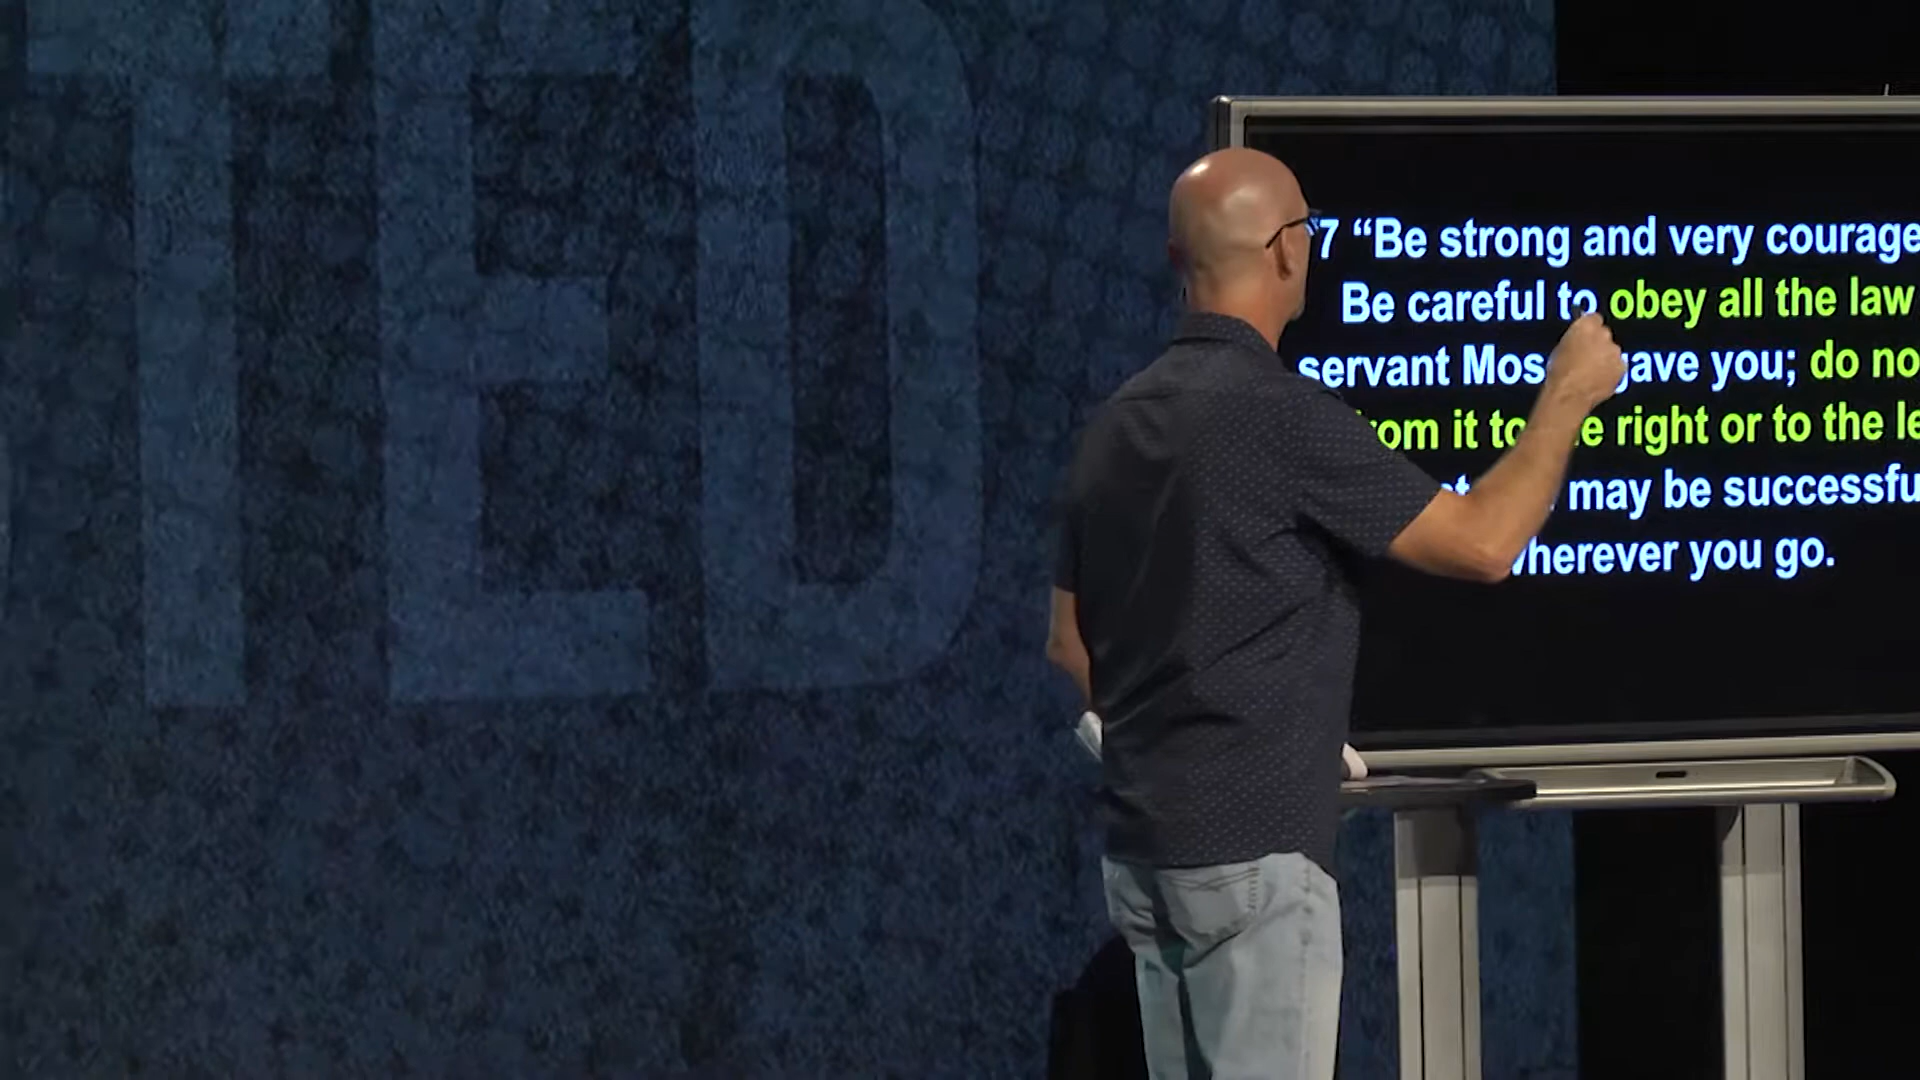 TED
7 “Be strong and very courage
Be careful to obey all the law
servant Mos gave you; do no
rom it to e right or to the le
may be successfu
wherever you go.